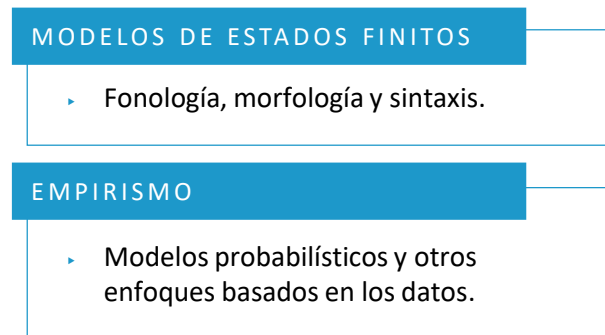 MODELOS DE ESTADOS FINITOS
Fonología, morfología y sintaxis.
EMPIRISMO
Modelos probabilísticos y otros
enfoques basados en los datos.